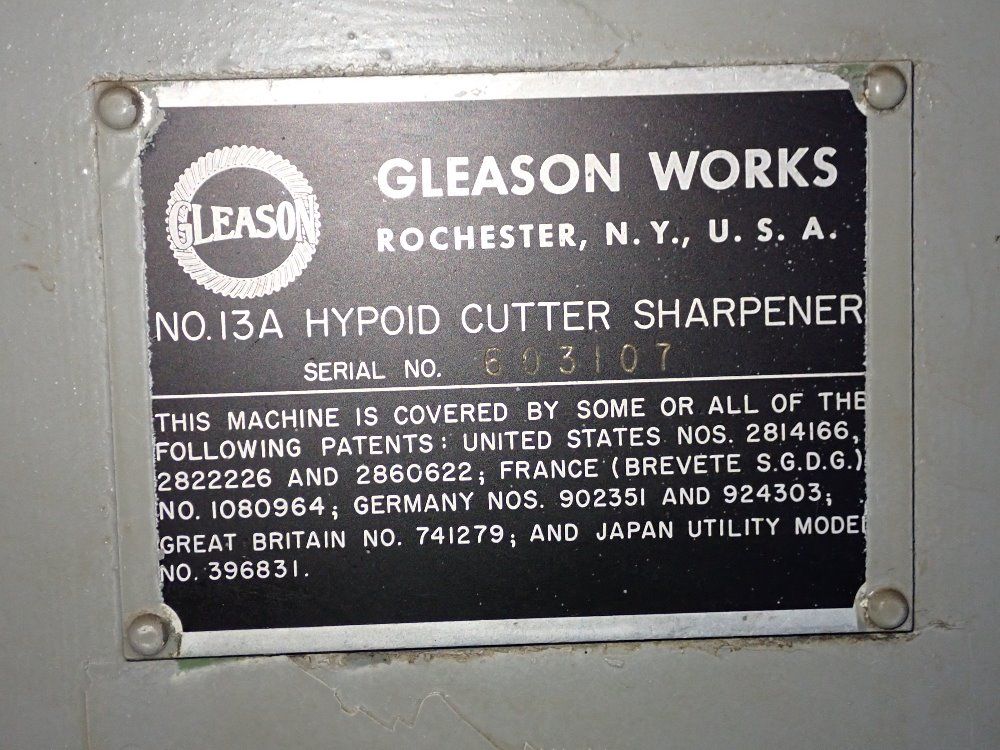 GLEASON
GLEASON WORKS
ROCHESTER, N. Y., U. S. A.
NO. 13A HYPOID CUTTER SHARPENER
SERIAL NO. 603107
THIS MACHINE IS COVERED BY SOME OR ALL OF THE
FOLLOWING PATENTS: UNITED STATES NOS. 2814166,
2822226 AND 2860622; FRANCE (BREVETE S.G.D.G.)
NO. 1080964; GERMANY NOS. 902351 AND 924303;
GREAT BRITAIN NO. 741279; AND JAPAN UTILITY MODEL
NO. 396831.